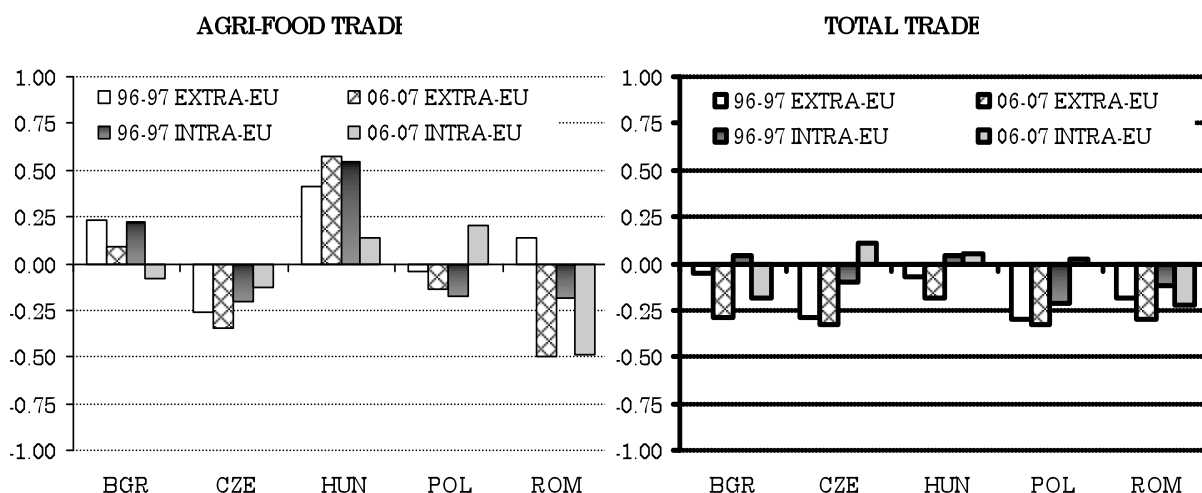 AGRI-FOOD TRADE
1.00
0.75
0.50
0.25
0.00
-0.25
-0.50
-0.75
-1.00
96-97 EXTRA-EU 06-07 EXTRA-EU
96-97 INTRA-EU 06-07 INTRA-EU
BGR CZE HUN POL ROM
TOTAL TRADE
1.00
0.75
0.50
0.25
0.00
-0.25
-0.50
-0.75
-1.00
96-97 EXTRA-EU 06-07 EXTRA-EU
96-97 INTRA-EU 06-07 INTRA-EU
BGR CZE HUN POL ROM